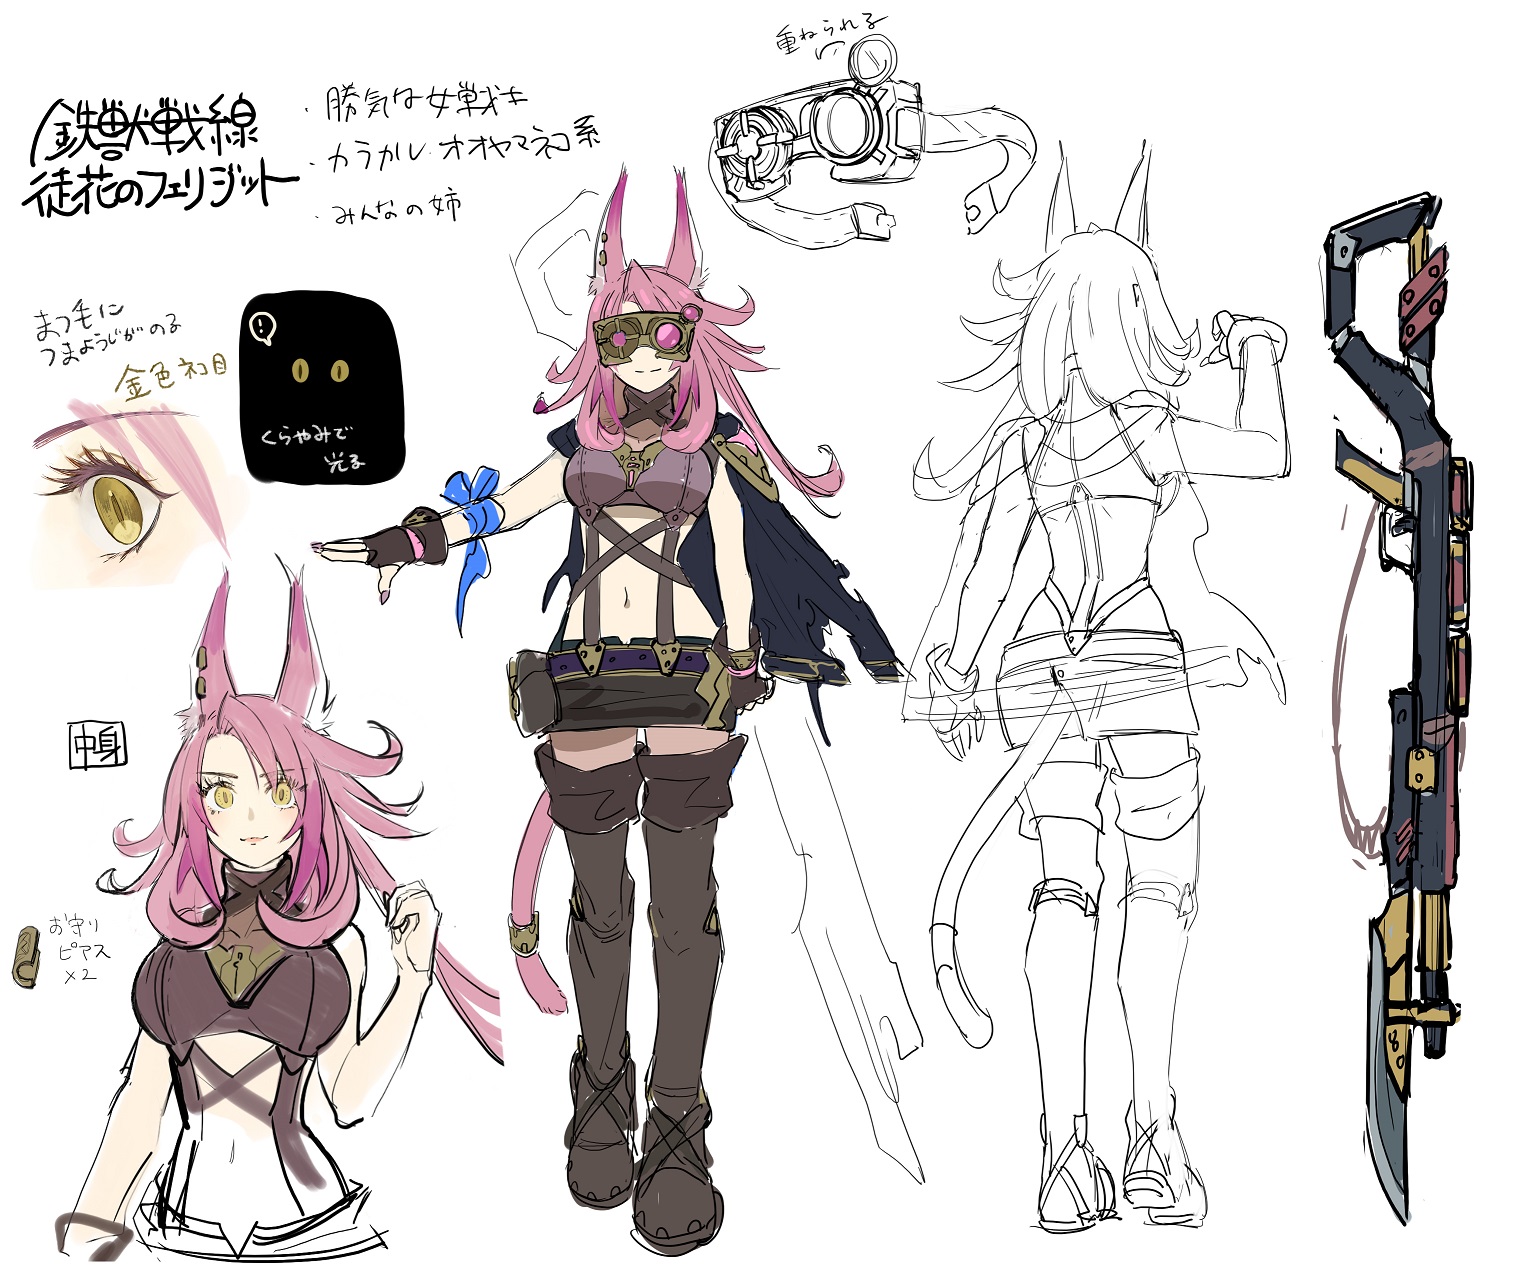 鉄獣戦線
徒花のフェリジット
・勝気な女戦士
・カラカル・オオヤマネコ系
・みんなの姉
重ねられる
まつ毛に
つまようじがのる
金色ネコ目
!
くらやみで
光る
中身
お守り
ピアス
×2